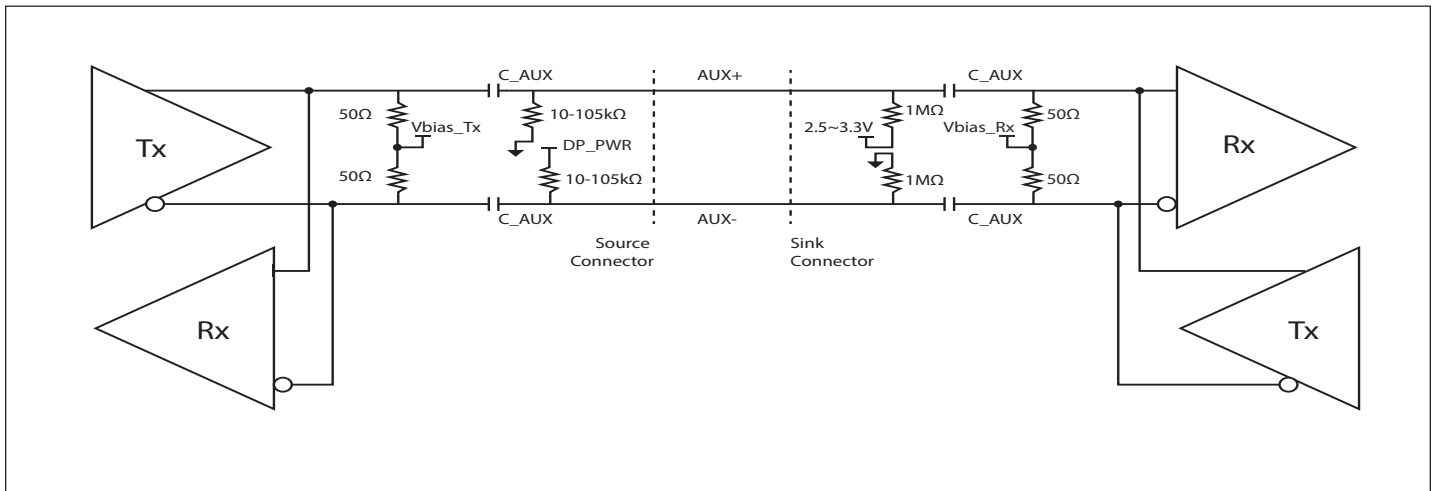 C_AUX
AUX+
C_AUX
50Ω
10-105kΩ
1MΩ
50Ω
Vbias_Tx
2.5~3.3V
Vbias_Rx
Tx
DP_PWR
Rx
50Ω
10-105kΩ
1MΩ
50Ω
C_AUX
AUX-
C_AUX
Source
Connector
Sink
Connector
Rx
Tx